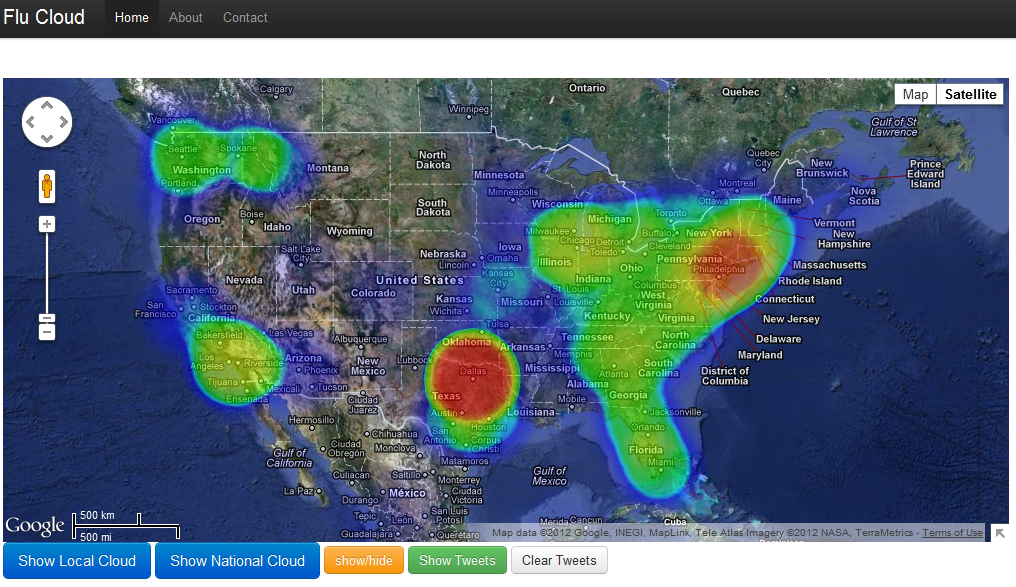 Flu Cloud Home About Contact
Map Satellite
Calgary
Ontario
Quebec
Winnipeg
Gulf of St
Lawrence
Vancouver
Seattle
Spokane
Washington
Portland
Montana
North
Dakota
Minnesota
Quebec
City
New
Brunswick
Prince
Edward
Island
Montreal
Ottawa
Maine
Nova
Scotia
Minneapolis
Wisconsin
Oregon
Boise
Idaho
Wyoming
South
Dakota
Michigan
Toronto
Vermont
New
Hampshire
Milwaukee
Chicago
Detroit
Toledo
Buffalo
New York
Cleveland
Massachusetts
Salt Lake
City
Nebraska
Lincoln
Iowa
Omaha
Illinois
Indiana
Ohio
Pennsylvania
Philadelphia
Rhode Island
Nevada
Utah
Colorado
United States
Kansas
City
Columbus
West
Virginia
Connecticut
Sacramento
Stockton
San
Francisco
California
Kansas
Wichita
Missouri
St. Louis
Louisville
Kentucky
Virginia
New Jersey
Bakersfield
Las Vegas
Tulsa
Tennessee
North
Carolina
Delaware
Maryland
Los
Angeles
Riverside
Arizona
Phoenix
Albuquerque
New
Mexico
Lubbock
Oklahoma
Arkansas
Memphis
Dallas
Mississippi
Atlanta
South
Carolina
District of
Columbia
Tijuana
Mexicali
Ensenada
Tucson
Ciudad
Juarez
Texas
Austin
Houston
Louisiana
Alabama
Mobile
Georgia
Jacksonville
Hermosillo
Chihuahua
San
Antonio
Corpus
Christi
Orlando
Florida
Miami
Gulf of
California
Ciudad
Obregon
Monclova
Matamoros
Gulf of
Mexico
Culiacan
Saltillo
Monterrey
La Paz
Durango
México
Ciudad
Victoria
Tepic
León
San Luis
Potosí
Guadalajara
Querétaro
Merida
Cancun
Cuba
Google
500 km
500 mi
Map data ©2012 Google, INEGI, MapLink, Tele Atlas Imagery ©2012 NASA, TerraMetrics - Terms of Use
Show Local Cloud Show National Cloud show/hide Show Tweets Clear Tweets